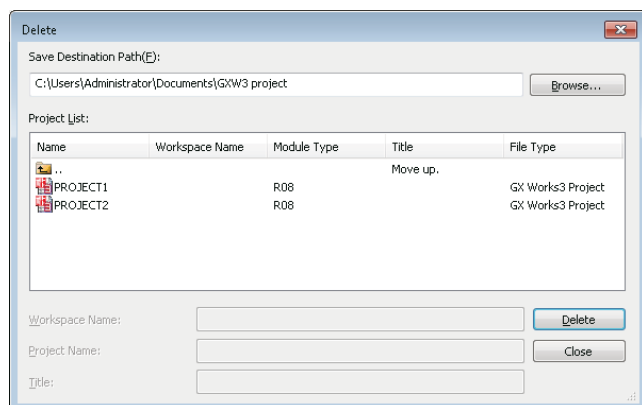 Delete
Save Destination Path(F):
C:\Users\Administrator\Documents\GXW3 project
Browse...
Project List:
Name Workspace Name Module Type Title File Type
.. Move up.
PROJECT1 R08 GX Works3 Project
PROJECT2 R08 GX Works3 Project
Workspace Name:
Delete
Project Name:
Close
Title: